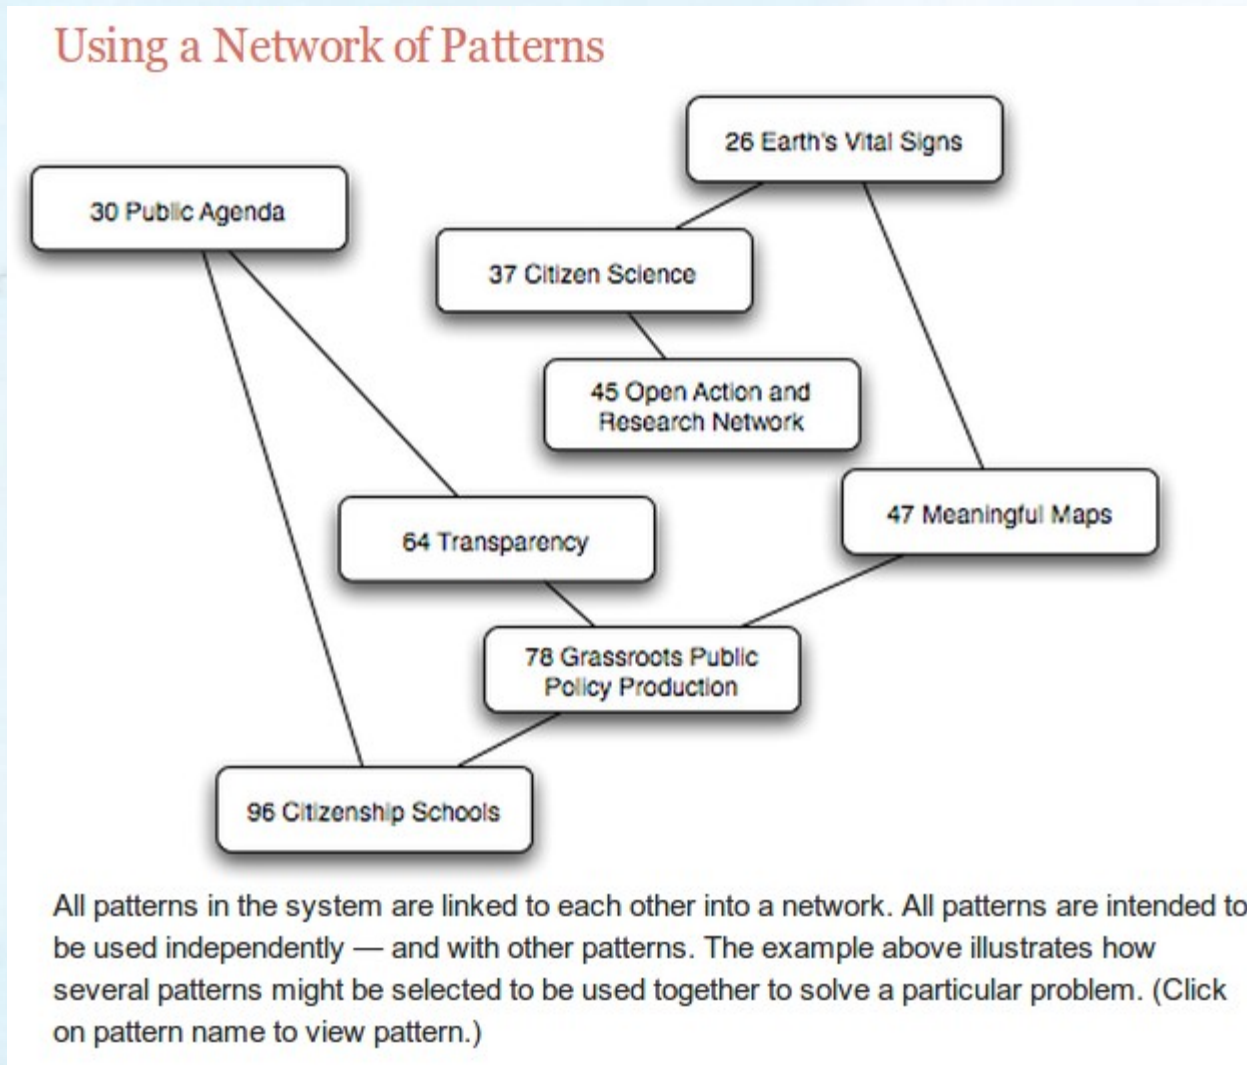 Using a Network of Patterns
26 Earth's Vital Signs
30 Public Agenda
37 Citizen Science
45 Open Action and
Research Network
47 Meaningful Maps
64 Transparency
78 Grassroots Public
Policy Production
96 Citizenship Schools
All patterns in the system are linked to each other into a network. All patterns are intended to
be used independently — and with other patterns. The example above illustrates how
several patterns might be selected to be used together to solve a particular problem. (Click
on pattern name to view pattern.)